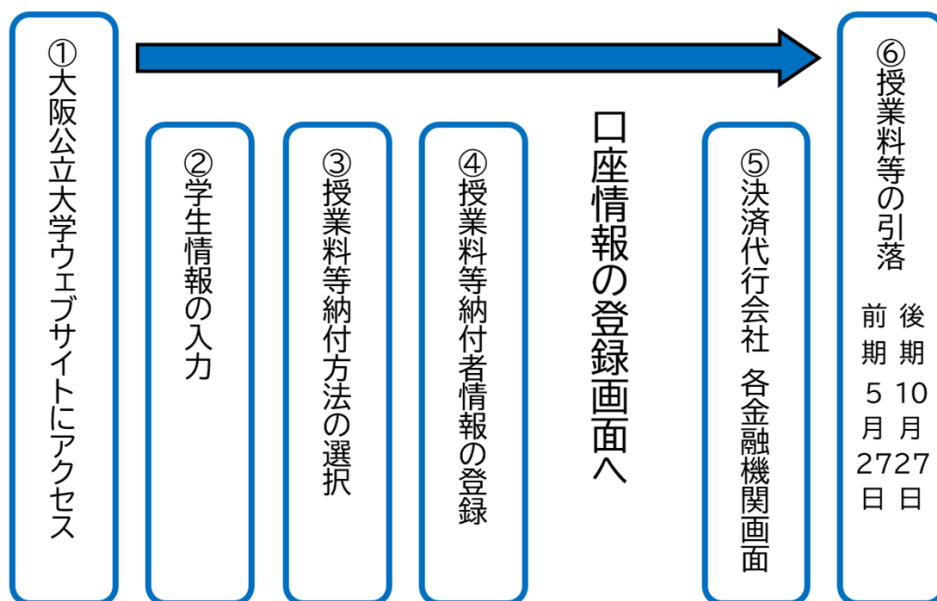 ①大阪公立大学ウェブサイトにアクセス
②学生情報の入力
③授業料等納付方法の選択
④授業料等納付者情報の登録
口座情報の登録画面へ
⑤決済代行会社 各金融機関画面
⑥授業料等の引落
後期10月27日
前期5月27日